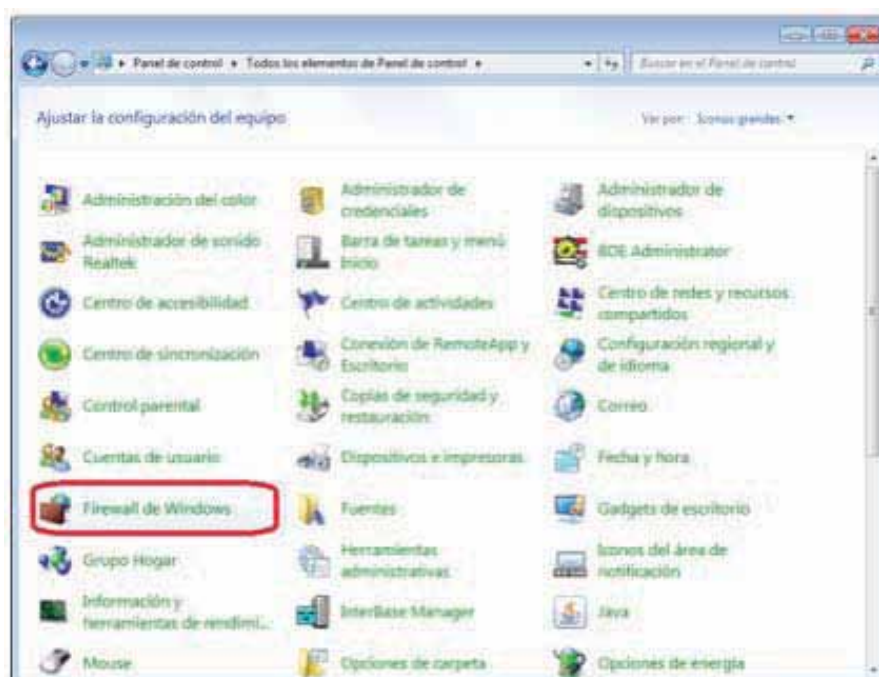 Panel de control Todos los elementos de Panel de control
Buscar en el Panel de control
Ajustar la configuración del equipo
Ver por: Iconos grandes
Administración del color
Administrador de
credenciales
Administrador de
dispositivos
Administrador de sonido
Realtek
Barra de tareas y menú
Inicio
BDE Administrator
Centro de accesibilidad
Centro de actividades
Centro de redes y recursos
compartidos
Centro de sincronización
Conexión de RemoteApp y
Escritorio
Configuración regional y
de idioma
Control parental
Copias de seguridad y
restauración
Correo
Cuentas de usuario
Dispositivos e impresoras
Fecha y hora
Firewall de Windows
Fuentes
Gadgets de escritorio
Grupo Hogar
Herramientas
administrativas
Iconos del área de
notificación
Información y
herramientas de rendimi...
InterBase Manager
Java
Mouse
Opciones de carpeta
Opciones de energía